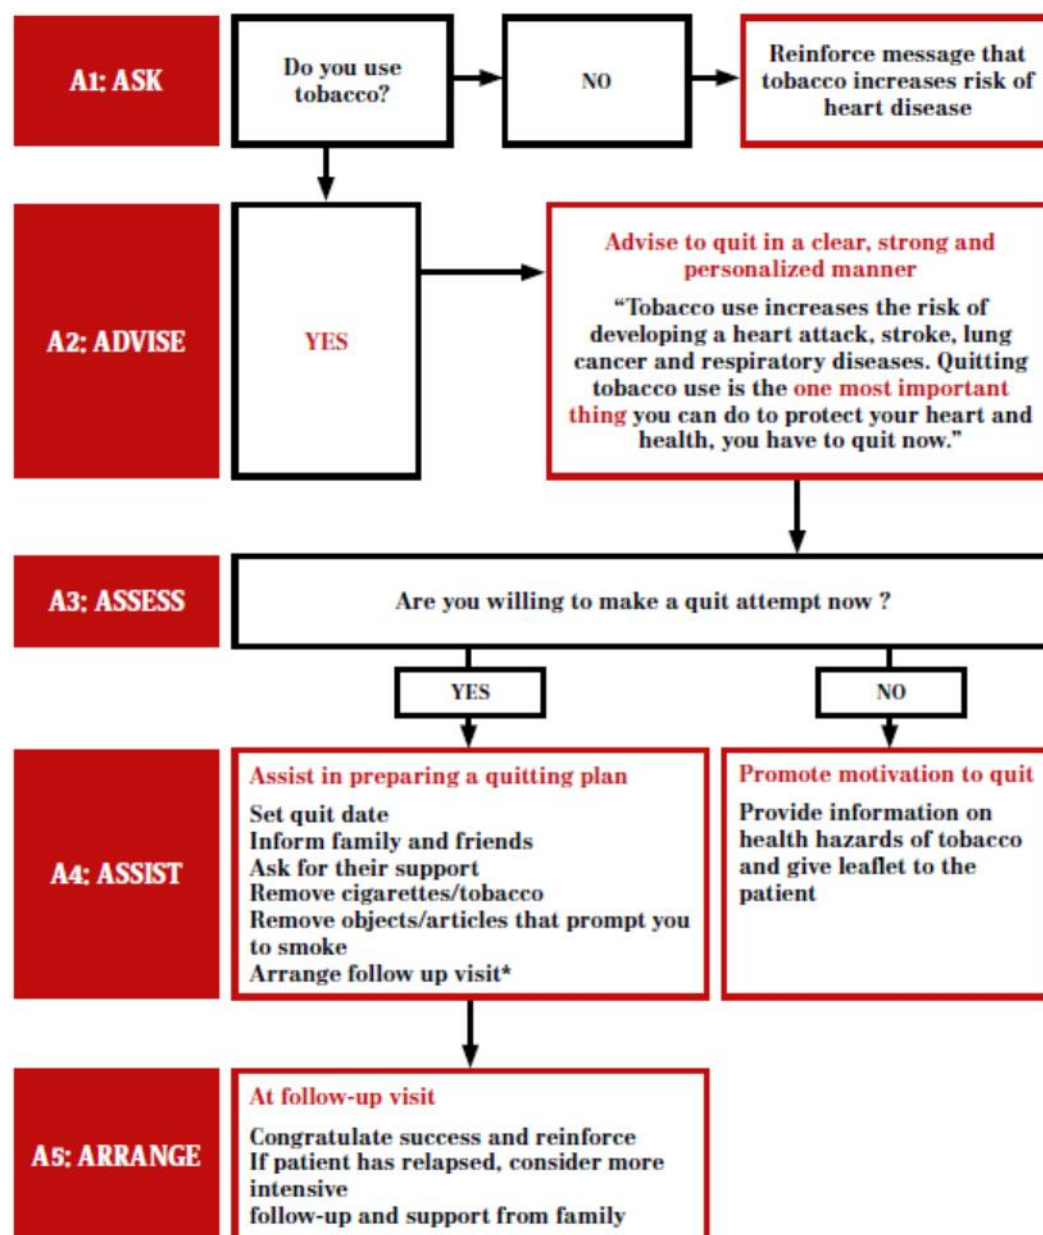 A1: ASK
Do you use
tobacco?
NO
Reinforce message that
tobacco increases risk of
heart disease
A2: ADVISE
YES
Advise to quit in a clear, strong and
personalized manner
“Tobacco use increases the risk of
developing a heart attack, stroke, lung
cancer and respiratory diseases. Quitting
tobacco use is the one most important
thing you can do to protect your heart and
health, you have to quit now.”
A3: ASSESS
Are you willing to make a quit attempt now ?
YES
NO
A4: ASSIST
Assist in preparing a quitting plan
Set quit date
Inform family and friends
Ask for their support
Remove cigarettes/tobacco
Remove objects/articles that prompt you
to smoke
Arrange follow up visit*
Promote motivation to quit
Provide information on
health hazards of tobacco
and give leaflet to the
patient
A5: ARRANGE
At follow-up visit
Congratulate success and reinforce
If patient has relapsed, consider more
intensive
follow-up and support from family